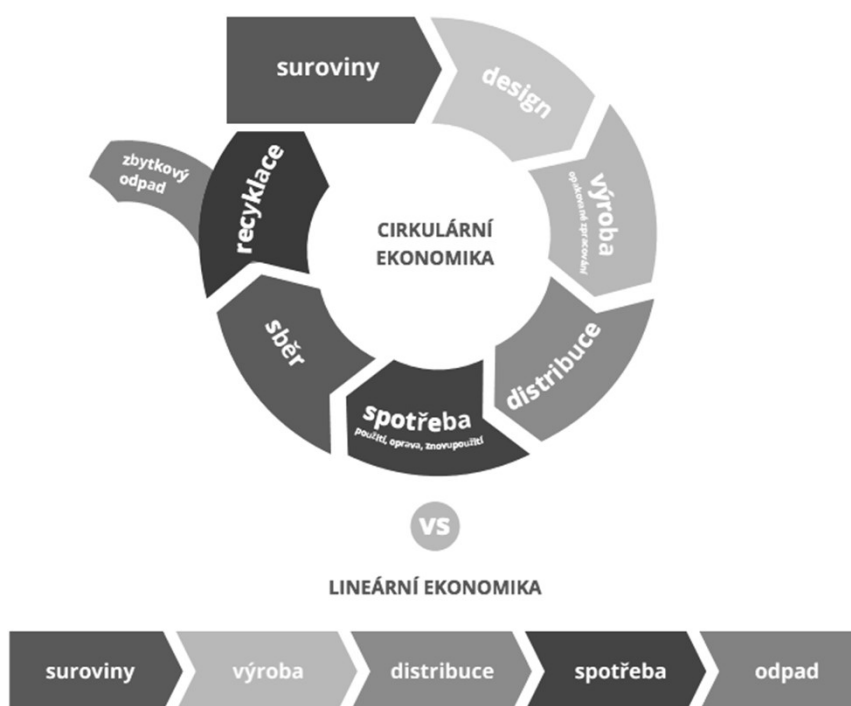 suroviny
design
výroba
opakované zpracování
distribuce
spotřeba
použití, oprava, znovupoužití
sběr
recyklace
zbytkový
odpad
CIRKULÁRNÍ
EKONOMIKA
VS
LINEÁRNÍ EKONOMIKA
suroviny
výroba
distribuce
spotřeba
odpad